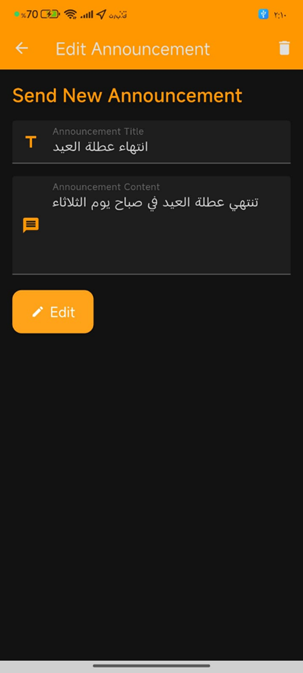 %70
٢:١٠
Edit Announcement
Send New Announcement
Announcement Title
انتهاء عطلة العيد
Announcement Content
تنتهي عطلة العيد في صباح يوم الثلاثاء
Edit